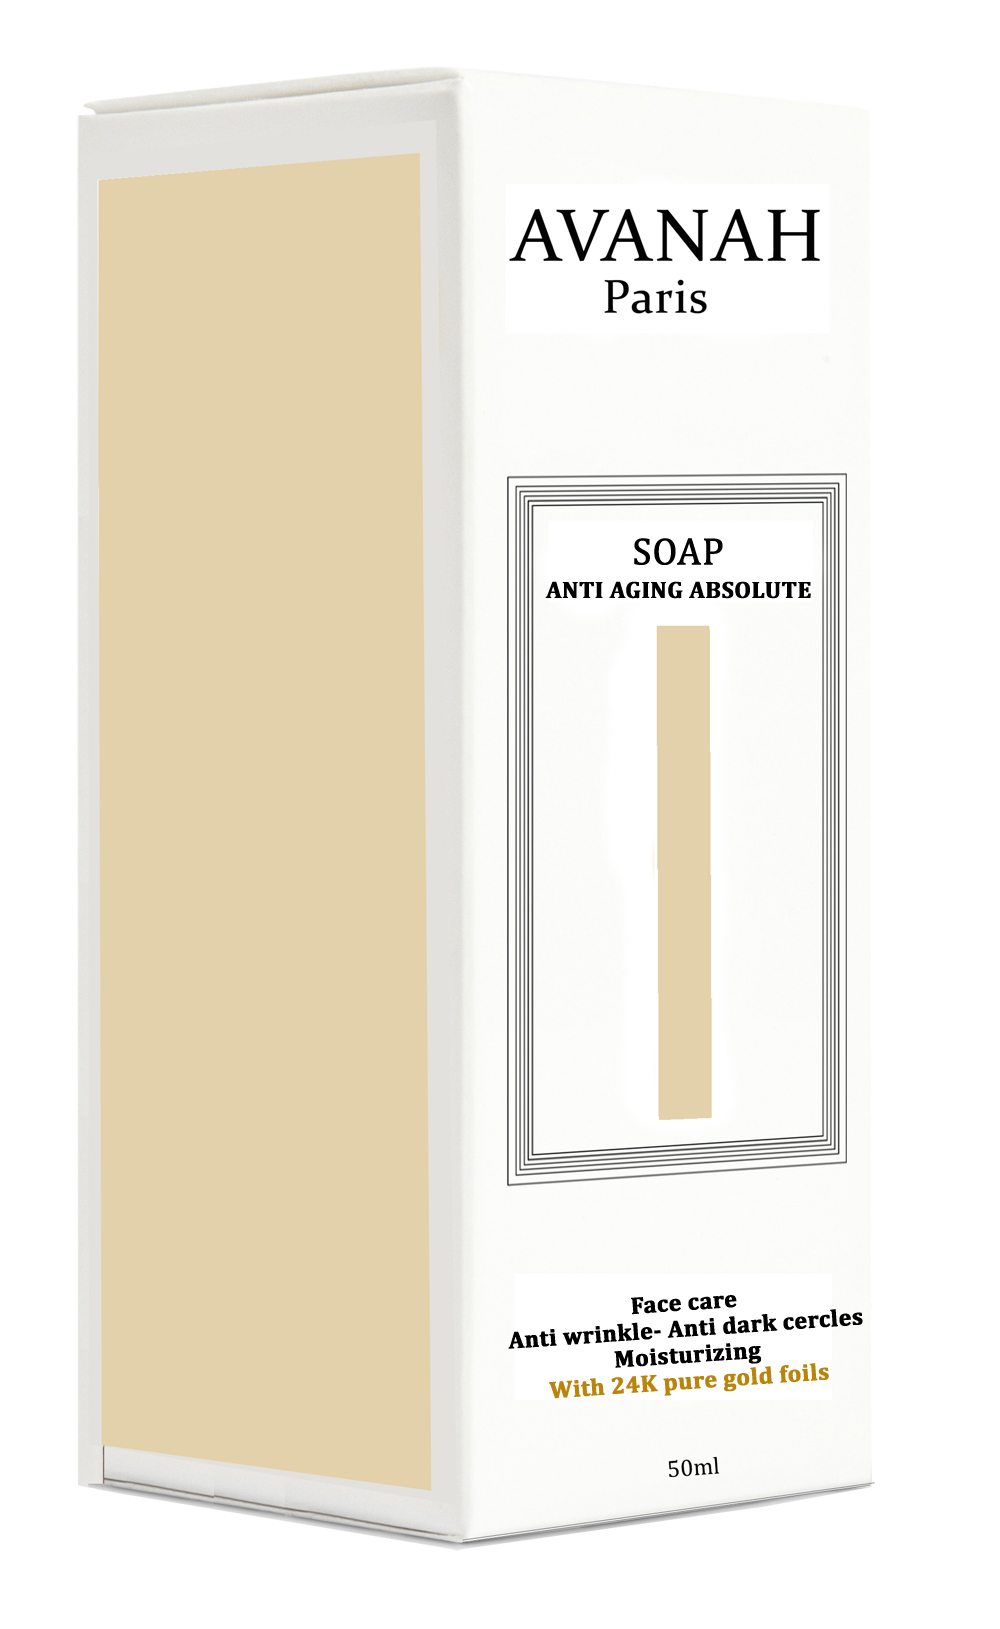 AVANAH
Paris
SOAP
ANTI AGING ABSOLUTE
Face care
Anti wrinkle- Anti dark cercles
Moisturizing
With 24K pure gold foils
50ml